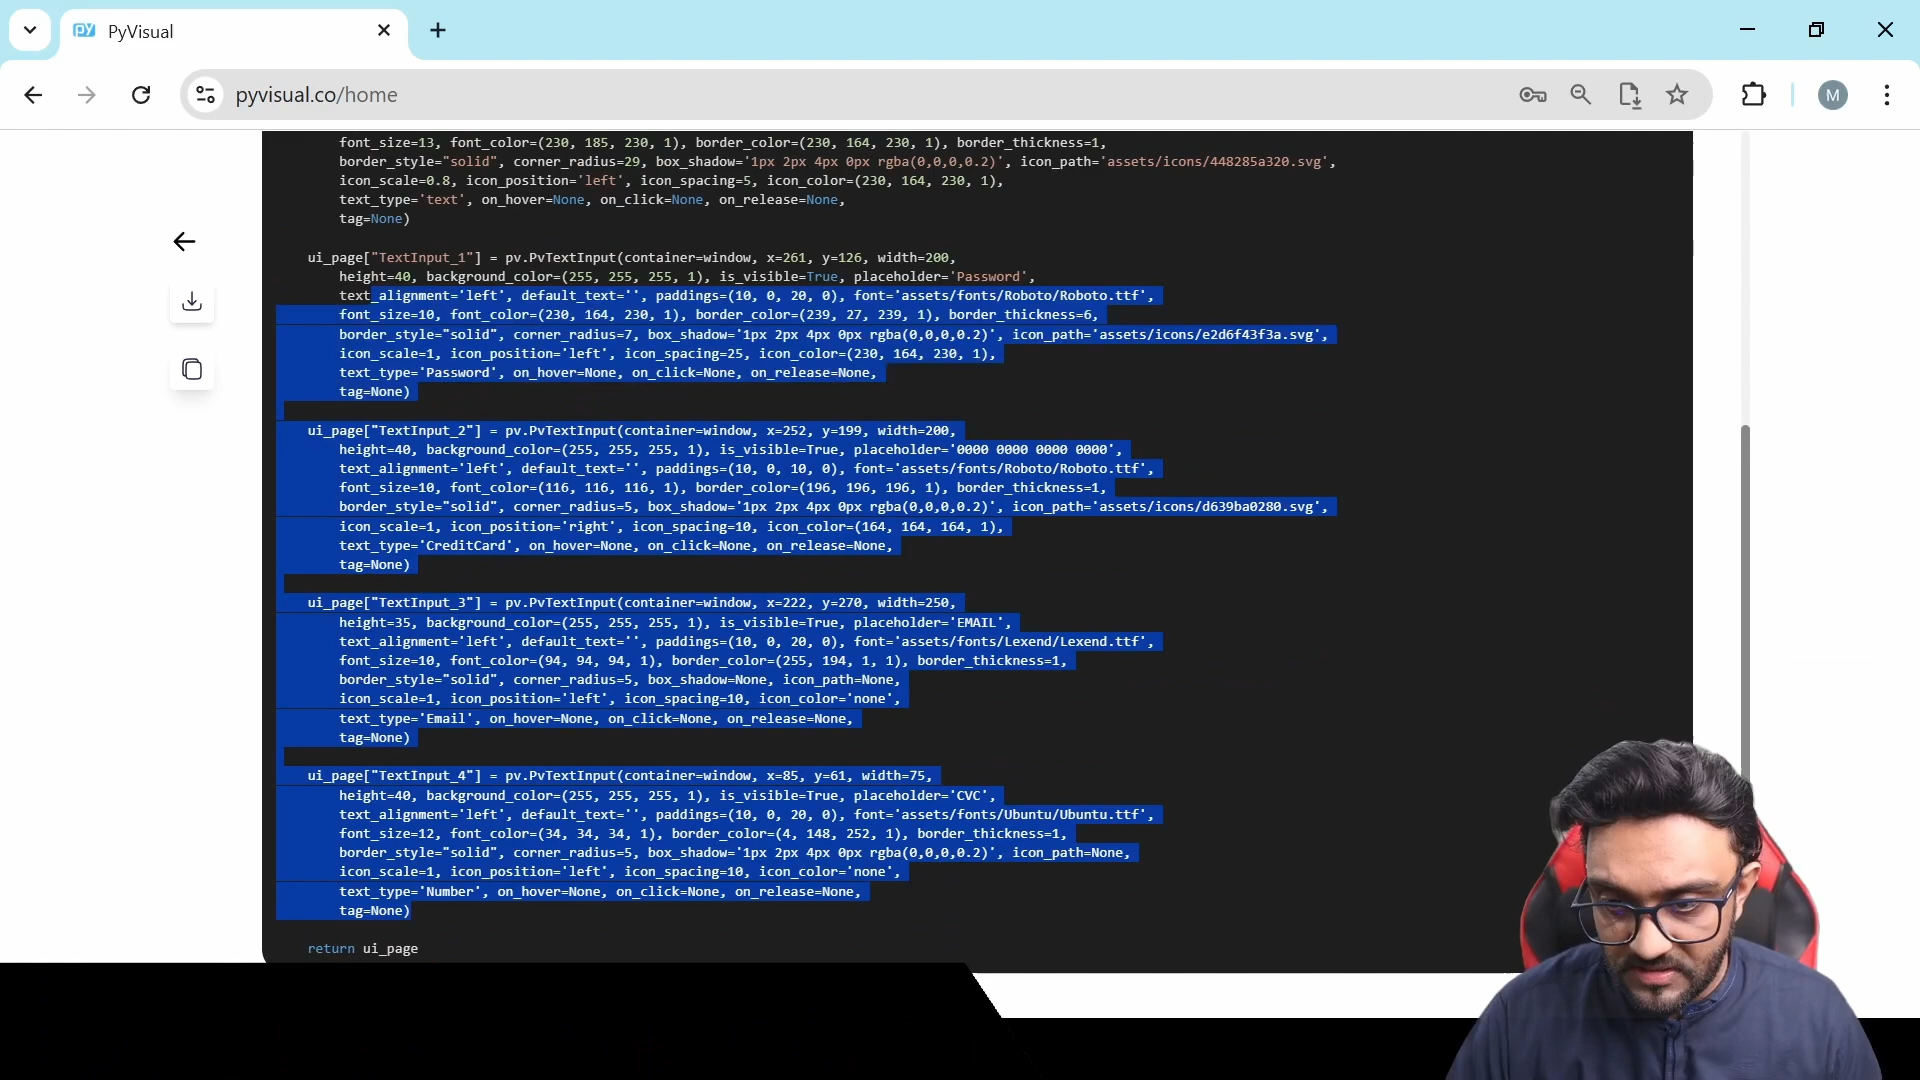 PyVisual
pyvisual.co/home
M
font_size=13, font_color=(230, 185, 230, 1), border_color=(230, 164, 230, 1), border_thickness=1,
border_style="solid", corner_radius=29, box_shadow='1px 2px 4px 0px rgba(0,0,0,0.2)', icon_path='assets/icons/448285a320.svg',
icon_scale=0.8, icon_position='left', icon_spacing=5, icon_color=(230, 164, 230, 1),
text_type='text', on_hover=None, on_click=None, on_release=None,
tag=None)
ui_page["TextInput_1"] = pv.PvTextInput(container=window, x=261, y=126, width=200,
height=40, background_color=(255, 255, 255, 1), is_visible=True, placeholder='Password',
text_alignment='left', default_text='', paddings=(10, 0, 20, 0), font='assets/fonts/Roboto/Roboto.ttf',
font_size=10, font_color=(230, 164, 230, 1), border_color=(239, 27, 239, 1), border_thickness=6,
border_style="solid", corner_radius=7, box_shadow='1px 2px 4px 0px rgba(0,0,0,0.2)', icon_path='assets/icons/e2d6f43f3a.svg',
icon_scale=1, icon_position='left', icon_spacing=25, icon_color=(230, 164, 230, 1),
text_type='Password', on_hover=None, on_click=None, on_release=None,
tag=None)
ui_page["TextInput_2"] = pv.PvTextInput(container=window, x=252, y=199, width=200,
height=40, background_color=(255, 255, 255, 1), is_visible=True, placeholder='0000 0000 0000 0000',
text_alignment='left', default_text='', paddings=(10, 0, 10, 0), font='assets/fonts/Roboto/Roboto.ttf',
font_size=10, font_color=(116, 116, 116, 1), border_color=(196, 196, 196, 1), border_thickness=1,
border_style="solid", corner_radius=5, box_shadow='1px 2px 4px 0px rgba(0,0,0,0.2)', icon_path='assets/icons/d639ba0280.svg',
icon_scale=1, icon_position='right', icon_spacing=10, icon_color=(164, 164, 164, 1),
text_type='CreditCard', on_hover=None, on_click=None, on_release=None,
tag=None)
ui_page["TextInput_3"] = pv.PvTextInput(container=window, x=222, y=270, width=250,
height=35, background_color=(255, 255, 255, 1), is_visible=True, placeholder='EMAIL',
text_alignment='left', default_text='', paddings=(10, 0, 20, 0), font='assets/fonts/Lexend/Lexend.ttf',
font_size=10, font_color=(94, 94, 94, 1), border_color=(255, 194, 1, 1), border_thickness=1,
border_style="solid", corner_radius=5, box_shadow=None, icon_path=None,
icon_scale=1, icon_position='left', icon_spacing=10, icon_color='none',
text_type='Email', on_hover=None, on_click=None, on_release=None,
tag=None)
ui_page["TextInput_4"] = pv.PvTextInput(container=window, x=85, y=61, width=75,
height=40, background_color=(255, 255, 255, 1), is_visible=True, placeholder='CVC',
text_alignment='left', default_text='', paddings=(10, 0, 20, 0), font='assets/fonts/Ubuntu/Ubuntu.ttf',
font_size=12, font_color=(34, 34, 34, 1), border_color=(4, 148, 252, 1), border_thickness=1,
border_style="solid", corner_radius=5, box_shadow='1px 2px 4px 0px rgba(0,0,0,0.2)', icon_path=None,
icon_scale=1, icon_position='left', icon_spacing=10, icon_color='none',
text_type='Number', on_hover=None, on_click=None, on_release=None,
tag=None)
return ui_page